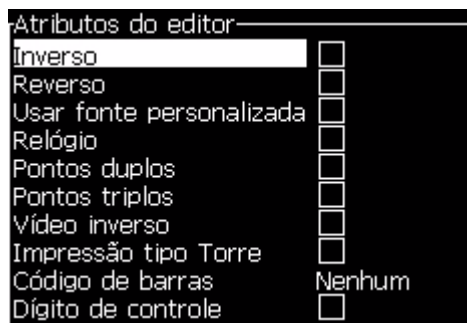 Atributos do editor
Inverso
Reverso
Usar fonte personalizada
Relógio
Pontos duplos
Pontos triplos
Vídeo inverso
Impressão tipo Torre
Código de barras Nenhum
Dígito de controle